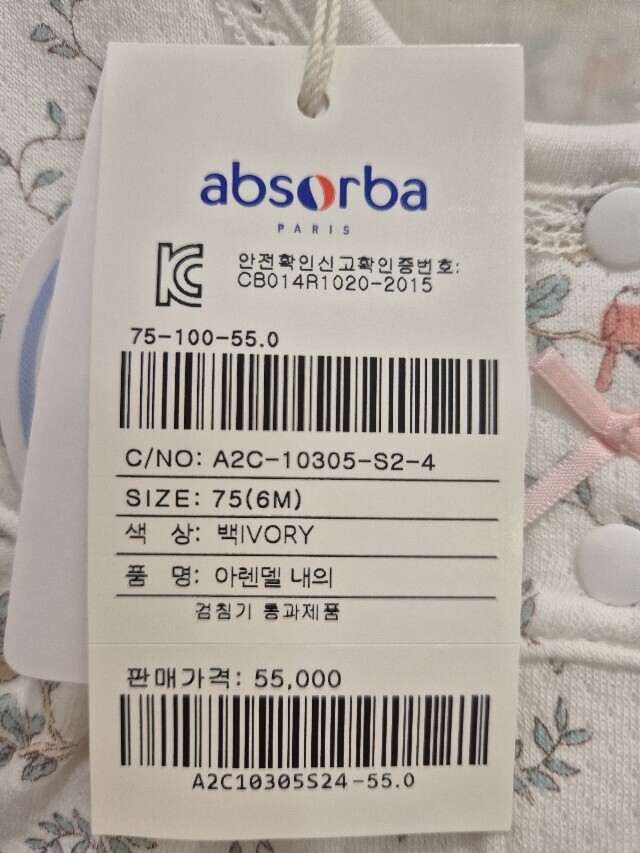 absorba
PARIS
안전확인신고확인증번호:
CB014R1020-2015
75-100-55.0
C/NO: A2C-10305-S2-4
SIZE: 75(6M)
색 상: 백IVORY
품 명: 아렌델 내의
검침기 통과제품
판매가격: 55,000
A2C10305S24-55.0